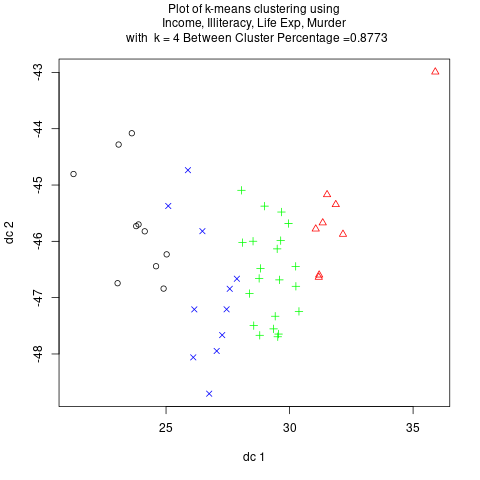 Plot of k-means clustering using
Income, Illiteracy, Life Exp, Murder
with k = 4 Between Cluster Percentage =0.8773
-43
-44
-45
-46
-47
-48
dc 2
25 30 35
dc 1